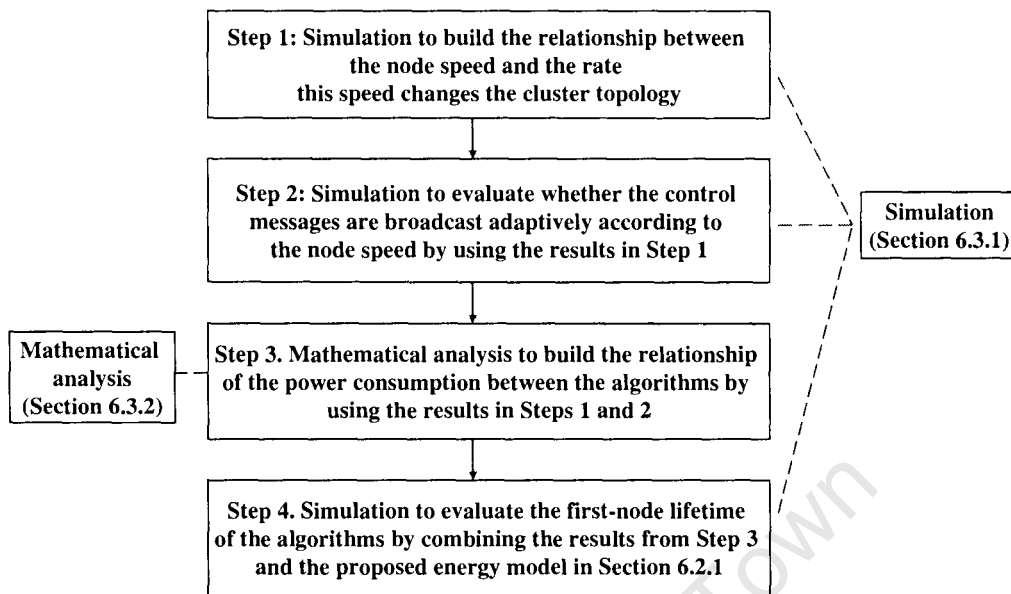 Step 1: Simulation to build the relationship between
the node speed and the rate
this speed changes the cluster topology
Step 2: Simulation to evaluate whether the control
messages are broadcast adaptively according to
the node speed by using the results in Step 1
Simulation
(Section 6.3.1)
Mathematical
analysis
(Section 6.3.2)
Step 3. Mathematical analysis to build the relationship
of the power consumption between the algorithms by
using the results in Steps 1 and 2
Step 4. Simulation to evaluate the first-node lifetime
of the algorithms by combining the results from Step 3
and the proposed energy model in Section 6.2.1
Town